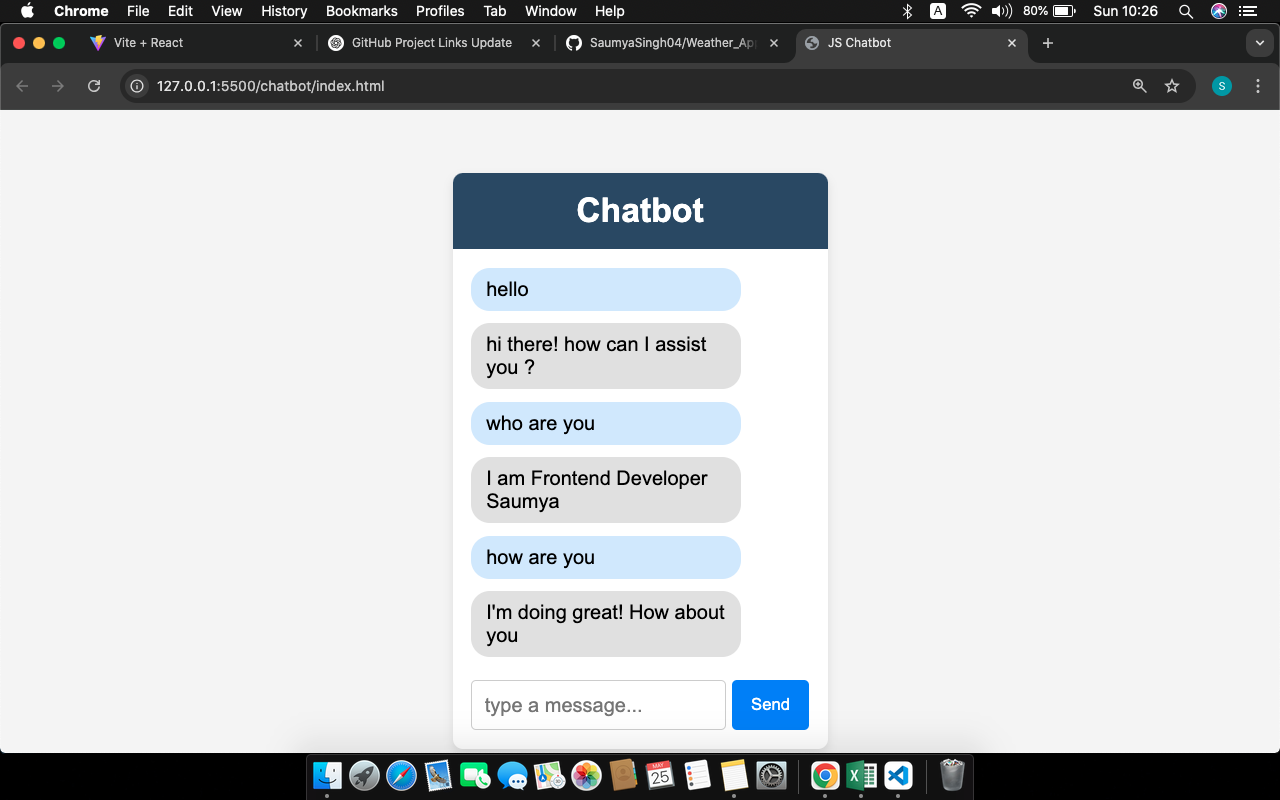 Chrome File Edit View History Bookmarks Profiles Tab Window Help A 80% Sun 10:26
Vite + React GitHub Project Links Update SaumyaSingh04/Weather_Ap JS Chatbot
127.0.0.1:5500/chatbot/index.html S
Chatbot
hello
hi there! how can I assist
you ?
who are you
I am Frontend Developer
Saumya
how are you
I'm doing great! How about
you
type a message...
Send
MAY
25